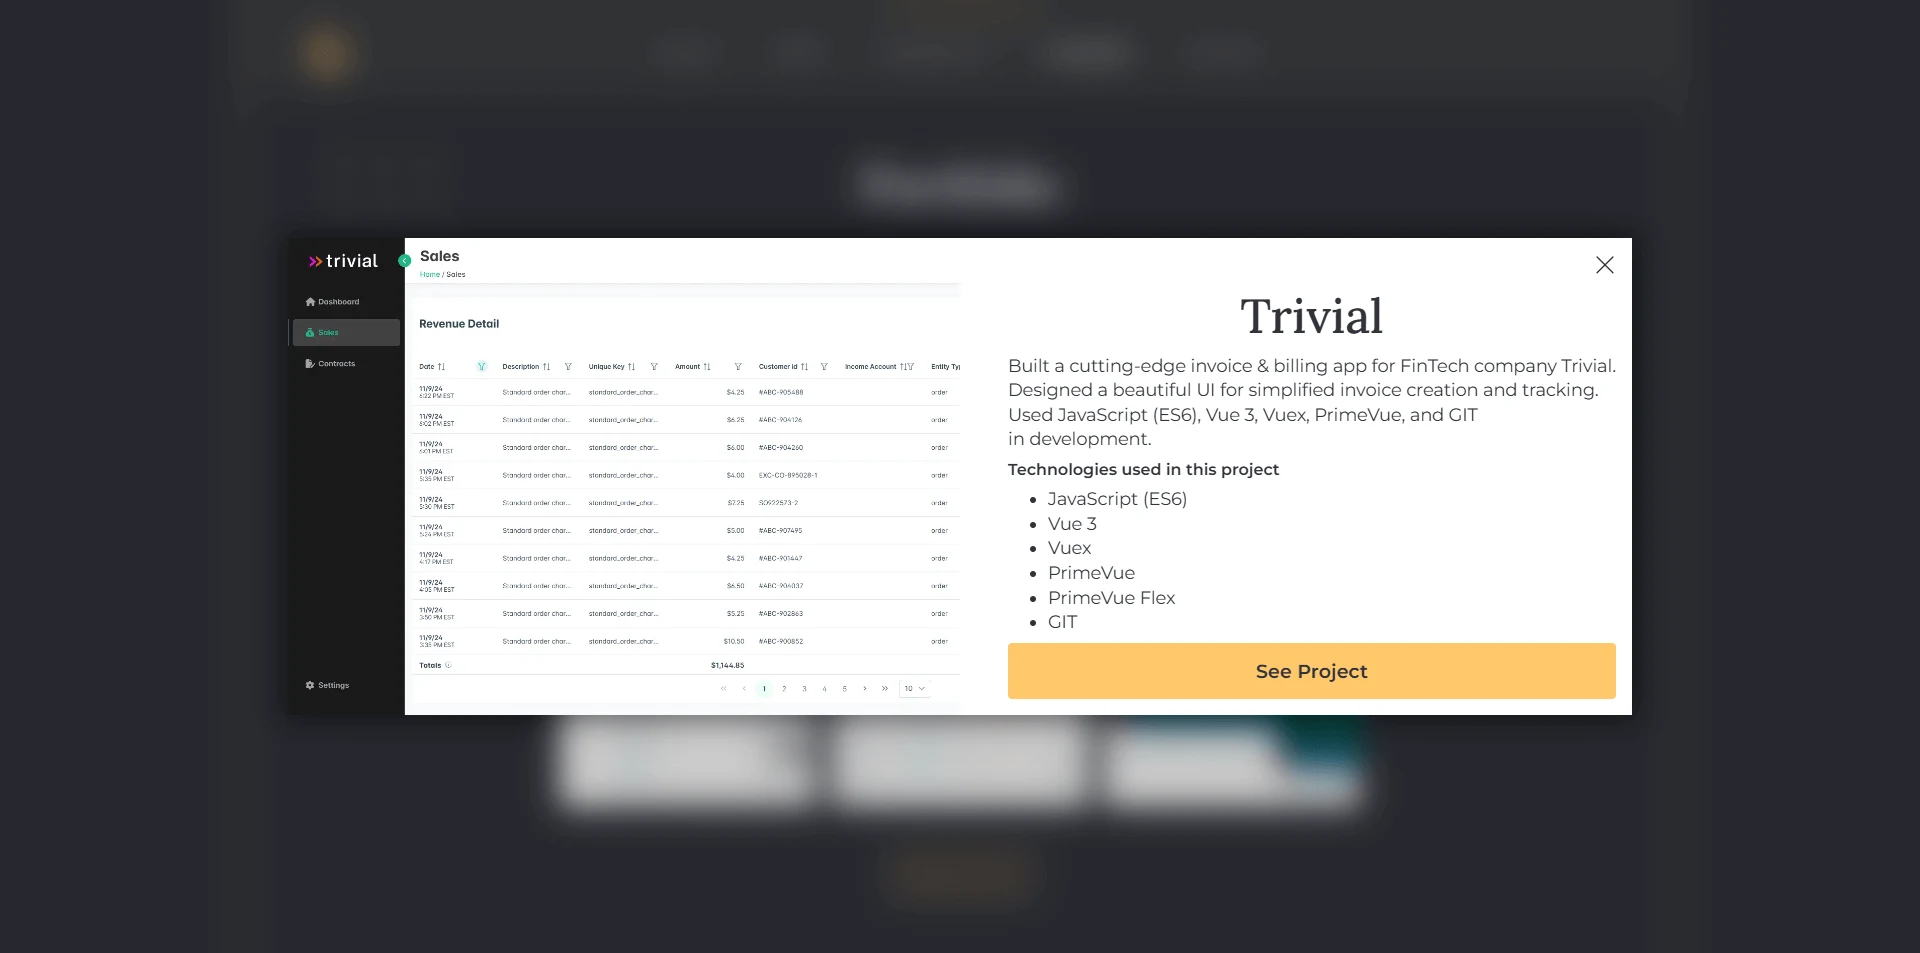 trivial
Dashboard
Sales
Contracts
Settings
Sales
Home / Sales
Revenue Detail
Date Description Unique Key Amount Customer Id Income Account Entity Typ
11/9/24 Standard order char... standard_order_char... $4.25 #ABC-905488 order
6:22 PM EST
11/9/24 Standard order char... standard_order_char... $6.25 #ABC-904126 order
6:02 PM EST
11/9/24 Standard order char... standard_order_char... $6.00 #ABC-904260 order
6:01 PM EST
11/9/24 Standard order char... standard_order_char... $4.00 EXC-CO-895028-1 order
5:35 PM EST
11/9/24 Standard order char... standard_order_char... $7.25 SO922573-2 order
5:30 PM EST
11/9/24 Standard order char... standard_order_char... $5.00 #ABC-907495 order
5:24 PM EST
11/9/24 Standard order char... standard_order_char... $4.25 #ABC-901447 order
4:17 PM EST
11/9/24 Standard order char... standard_order_char... $6.50 #ABC-904037 order
4:05 PM EST
11/9/24 Standard order char... standard_order_char... $5.25 #ABC-902863 order
3:50 PM EST
11/9/24 Standard order char... standard_order_char... $10.50 #ABC-900852 order
3:35 PM EST
Totals $1,144.85
1 2 3 4 5 10
Trivial
Built a cutting-edge invoice & billing app for FinTech company Trivial.
Designed a beautiful UI for simplified invoice creation and tracking.
Used JavaScript (ES6), Vue 3, Vuex, PrimeVue, and GIT
in development.
Technologies used in this project
JavaScript (ES6)
Vue 3
Vuex
PrimeVue
PrimeVue Flex
GIT
See Project